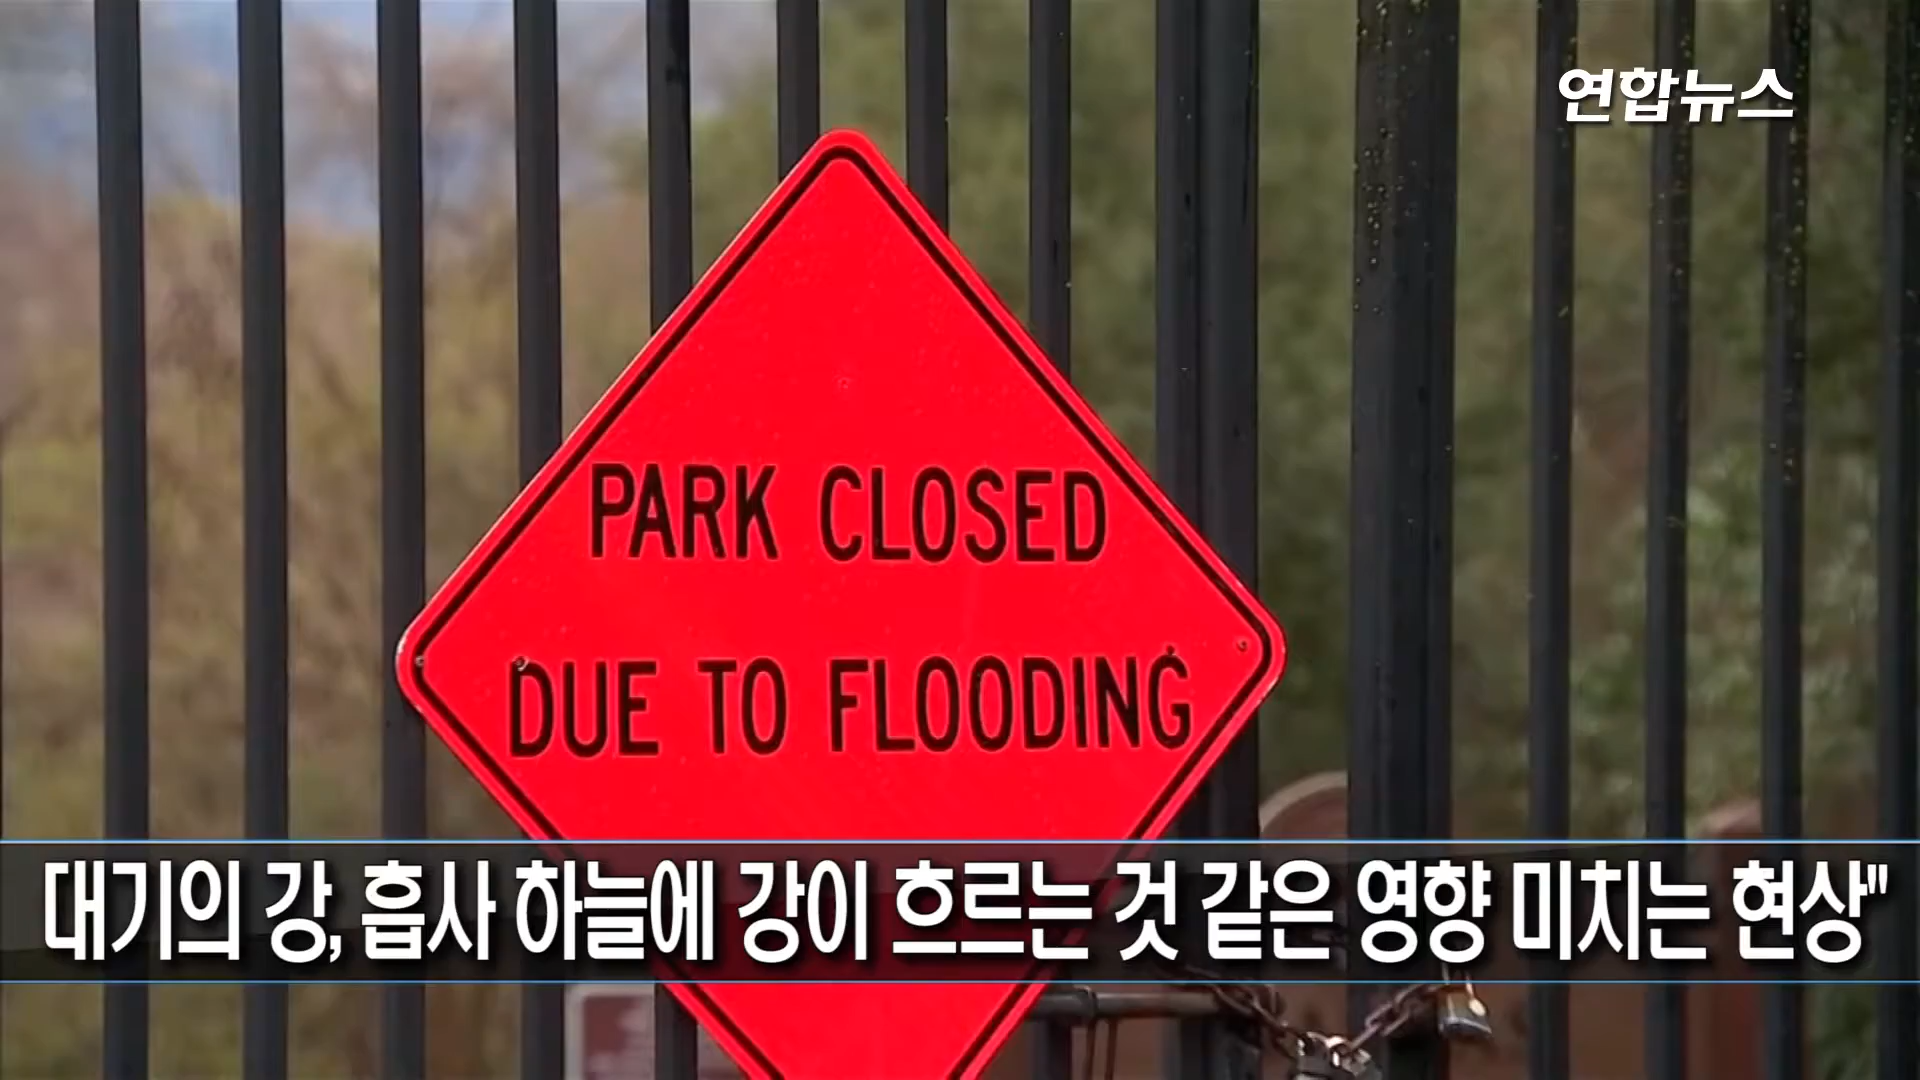 연합뉴스
PARK CLOSED
DUE TO FLOODING
대기의 강, 흡사 하늘에 강이 흐르는 것 같은 영향 미치는 현상"